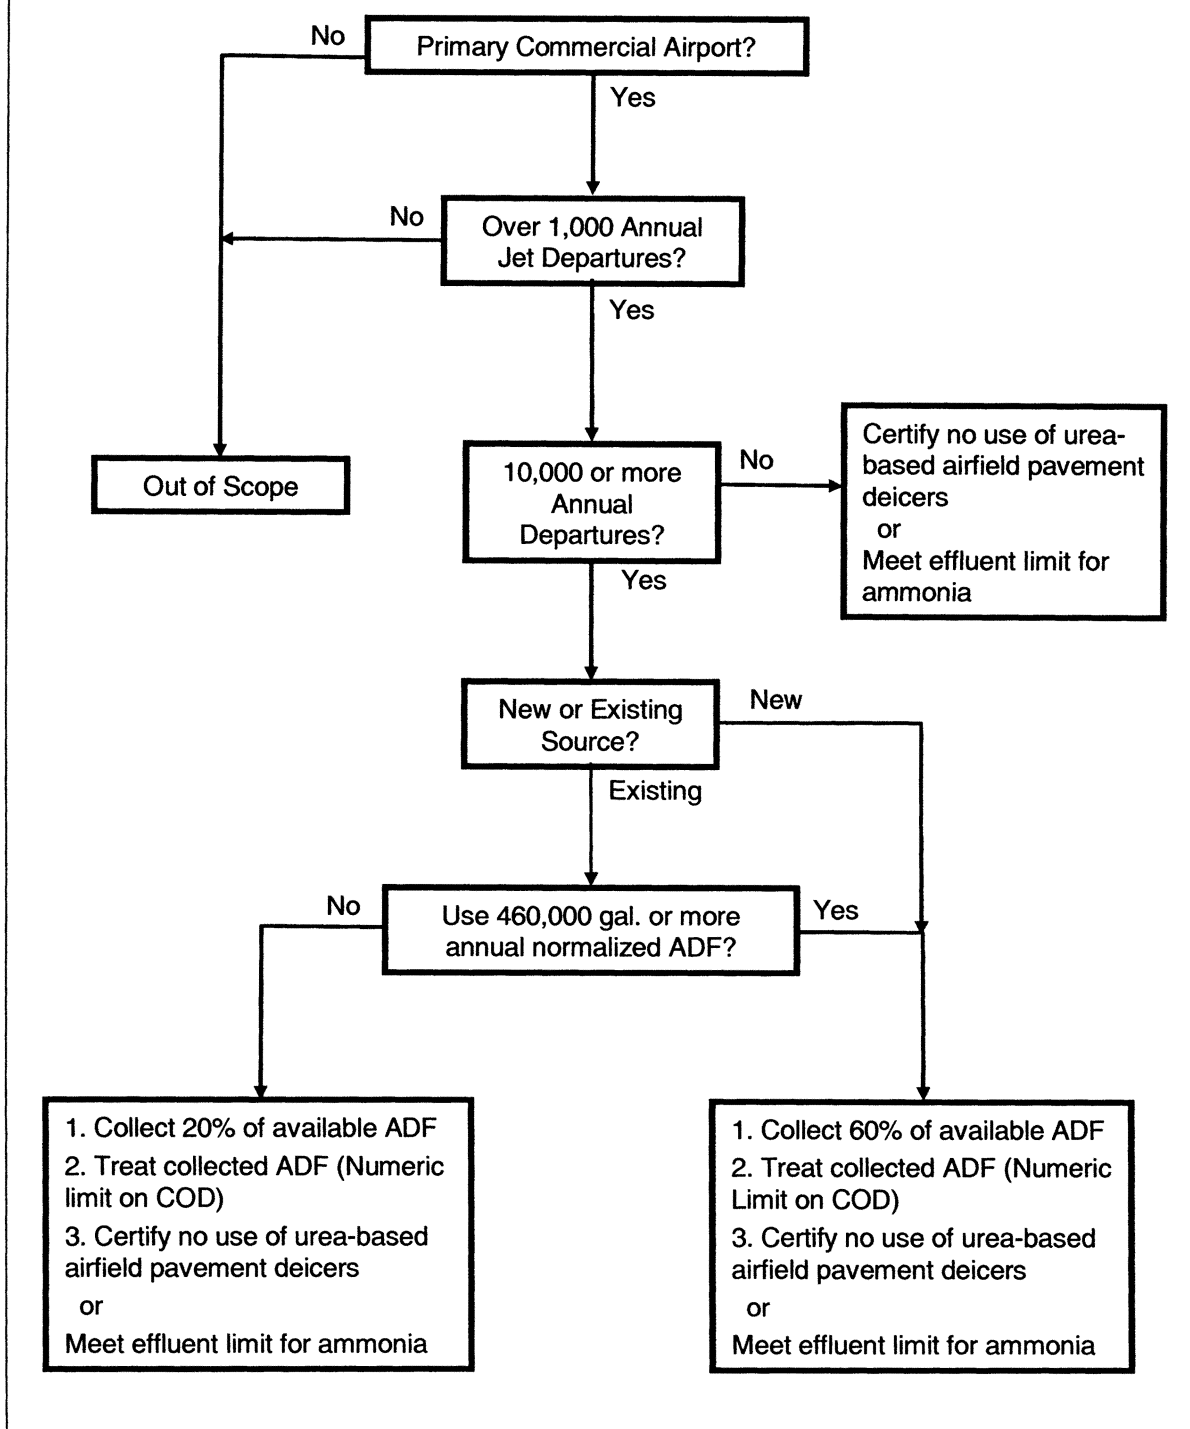 No
Primary Commercial Airport?
Yes
No
Over 1,000 Annual
Jet Departures?
Yes
Out of Scope
10,000 or more
Annual
Departures?
No
Certify no use of urea-
based airfield pavement
deicers
or
Meet effluent limit for
ammonia
Yes
New or Existing
Source?
New
Existing
No
Use 460,000 gal. or more
annual normalized ADF?
Yes
1. Collect 20% of available ADF
2. Treat collected ADF (Numeric
limit on COD)
3. Certify no use of urea-based
airfield pavement deicers
or
Meet effluent limit for ammonia
1. Collect 60% of available ADF
2. Treat collected ADF (Numeric
Limit on COD)
3. Certify no use of urea-based
airfield pavement deicers
or
Meet effluent limit for ammonia